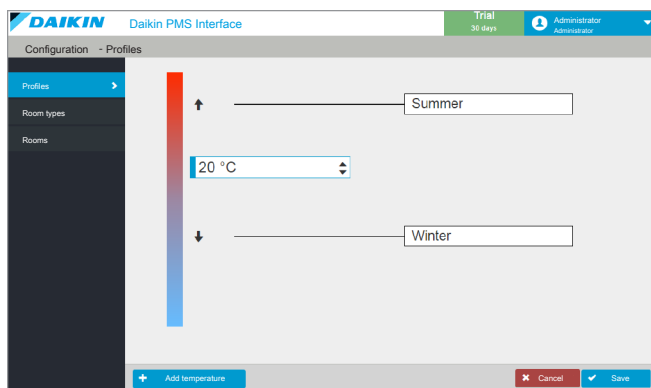 DAIKIN Daikin PMS Interface Trial Administrator
30 days Administrator
Configuration - Profiles
Profiles
Room types
Rooms
Summer
20 °C
Winter
Add temperature
Cancel
Save